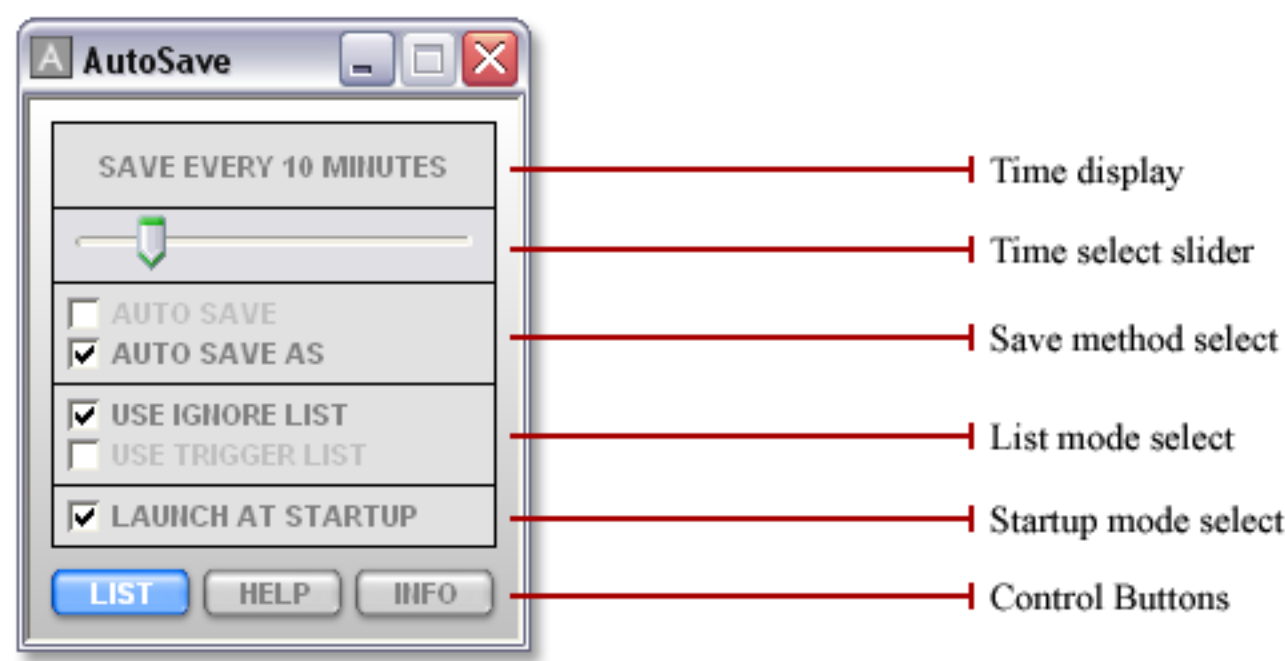 A AutoSave
SAVE EVERY 10 MINUTES
Time display
Time select slider
AUTO SAVE
AUTO SAVE AS
Save method select
USE IGNORE LIST
USE TRIGGER LIST
List mode select
LAUNCH AT STARTUP
Startup mode select
LIST HELP INFO
Control Buttons